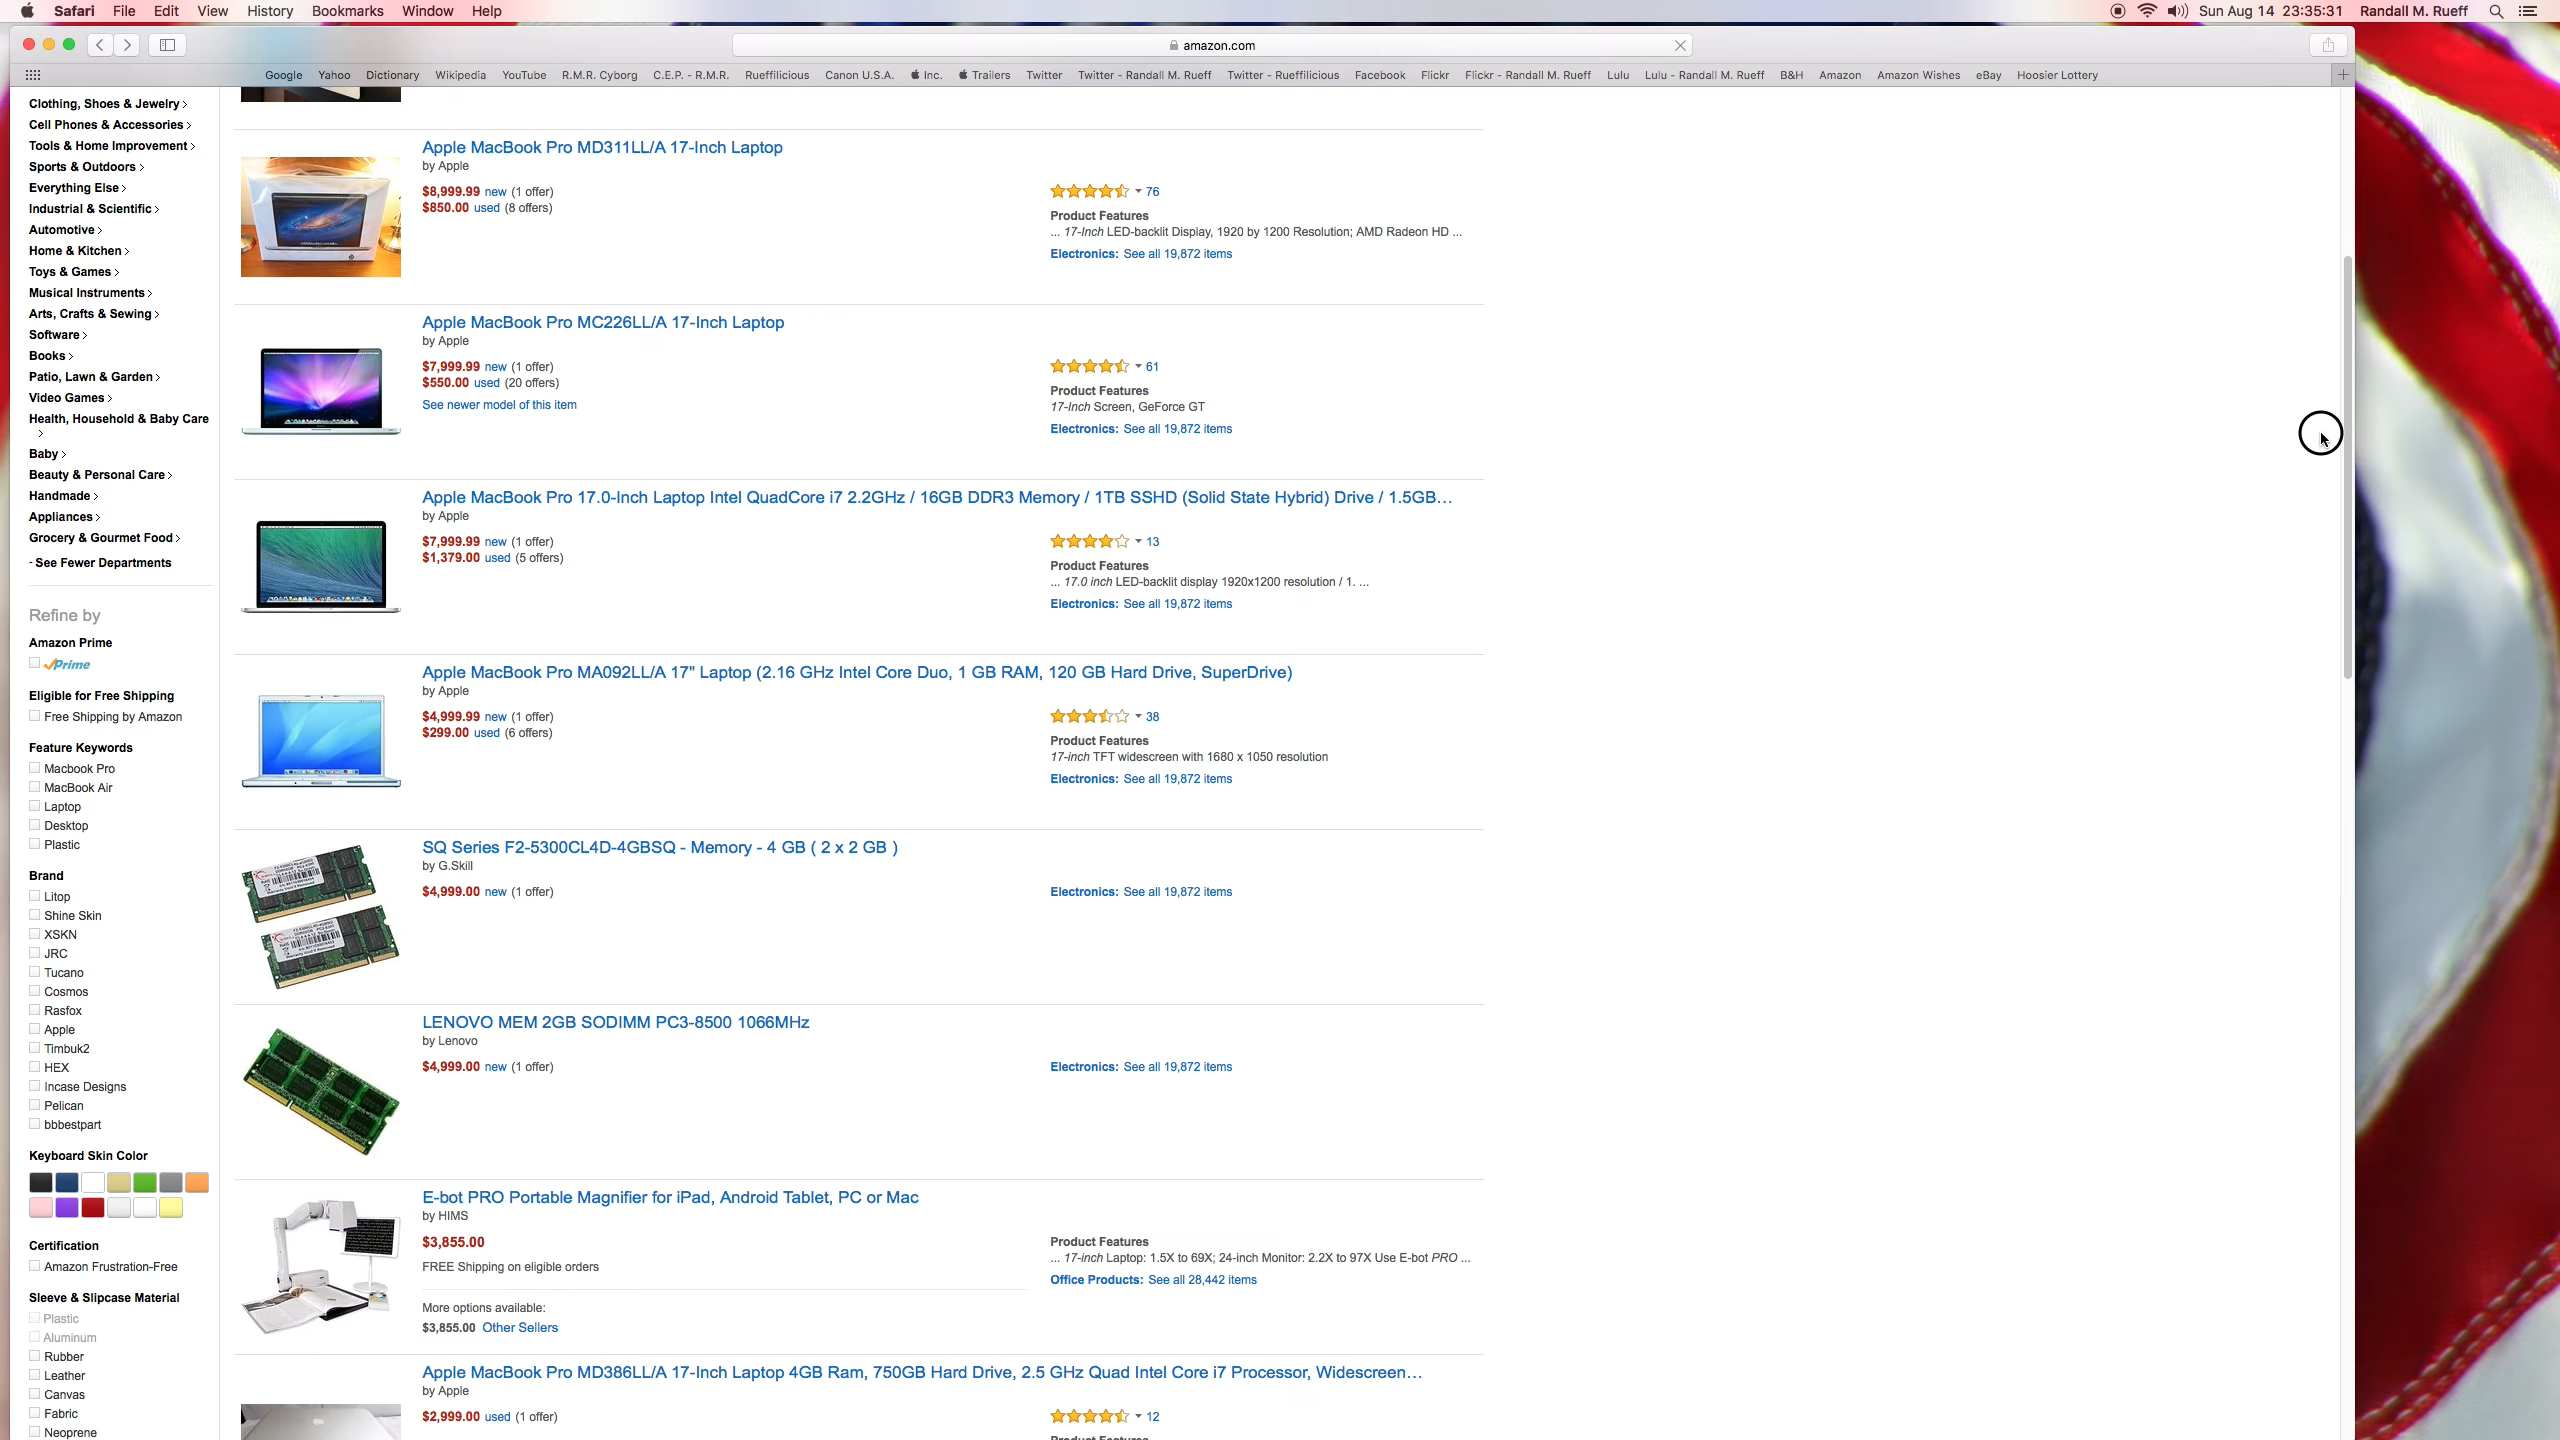 Safari File Edit View History Bookmarks Window Help
Sun Aug 14 23:35:31 Randall M. Rueff
amazon.com
Google Yahoo Dictionary Wikipedia YouTube R.M.R. Cyborg C.E.P. - R.M.R. Rueffilicious Canon U.S.A. Inc. Trailers Twitter Twitter - Randall M. Rueff Twitter - Rueffilicious Facebook Flickr Flickr - Randall M. Rueff Lulu Lulu - Randall M. Rueff B&H Amazon Amazon Wishes eBay Hoosier Lottery
Clothing, Shoes & Jewelry
Cell Phones & Accessories
Tools & Home Improvement
Sports & Outdoors
Everything Else
Industrial & Scientific
Automotive
Home & Kitchen
Toys & Games
Musical Instruments
Arts, Crafts & Sewing
Software
Books
Patio, Lawn & Garden
Video Games
Health, Household & Baby Care
Baby
Beauty & Personal Care
Handmade
Appliances
Grocery & Gourmet Food
- See Fewer Departments
Refine by
Amazon Prime
Prime
Eligible for Free Shipping
Free Shipping by Amazon
Feature Keywords
Macbook Pro
MacBook Air
Laptop
Desktop
Plastic
Brand
Litop
Shine Skin
XSKN
JRC
Tucano
Cosmos
Rasfox
Apple
Timbuk2
HEX
Incase Designs
Pelican
bbbestpart
Keyboard Skin Color
Certification
Amazon Frustration-Free
Sleeve & Slipcase Material
Plastic
Aluminum
Rubber
Leather
Canvas
Fabric
Neoprene
Apple MacBook Pro MD311LL/A 17-Inch Laptop
by Apple
$8,999.99 new (1 offer)
$850.00 used (8 offers)
76
Product Features
... 17-Inch LED-backlit Display, 1920 by 1200 Resolution; AMD Radeon HD ...
Electronics: See all 19,872 items
Apple MacBook Pro MC226LL/A 17-Inch Laptop
by Apple
$7,999.99 new (1 offer)
$550.00 used (20 offers)
See newer model of this item
61
Product Features
17-Inch Screen, GeForce GT
Electronics: See all 19,872 items
Apple MacBook Pro 17.0-Inch Laptop Intel QuadCore i7 2.2GHz / 16GB DDR3 Memory / 1TB SSHD (Solid State Hybrid) Drive / 1.5GB...
by Apple
$7,999.99 new (1 offer)
$1,379.00 used (5 offers)
13
Product Features
... 17.0 inch LED-backlit display 1920x1200 resolution / 1. ...
Electronics: See all 19,872 items
Apple MacBook Pro MA092LL/A 17" Laptop (2.16 GHz Intel Core Duo, 1 GB RAM, 120 GB Hard Drive, SuperDrive)
by Apple
$4,999.99 new (1 offer)
$299.00 used (6 offers)
38
Product Features
17-inch TFT widescreen with 1680 x 1050 resolution
Electronics: See all 19,872 items
SQ Series F2-5300CL4D-4GBSQ - Memory - 4 GB ( 2 x 2 GB )
by G.Skill
$4,999.00 new (1 offer)
Electronics: See all 19,872 items
LENOVO MEM 2GB SODIMM PC3-8500 1066MHz
by Lenovo
$4,999.00 new (1 offer)
Electronics: See all 19,872 items
E-bot PRO Portable Magnifier for iPad, Android Tablet, PC or Mac
by HIMS
$3,855.00
FREE Shipping on eligible orders
More options available:
$3,855.00 Other Sellers
Product Features
... 17-inch Laptop: 1.5X to 69X; 24-inch Monitor: 2.2X to 97X Use E-bot PRO ...
Office Products: See all 28,442 items
Apple MacBook Pro MD386LL/A 17-Inch Laptop 4GB Ram, 750GB Hard Drive, 2.5 GHz Quad Intel Core i7 Processor, Widescreen...
by Apple
$2,999.00 used (1 offer)
12